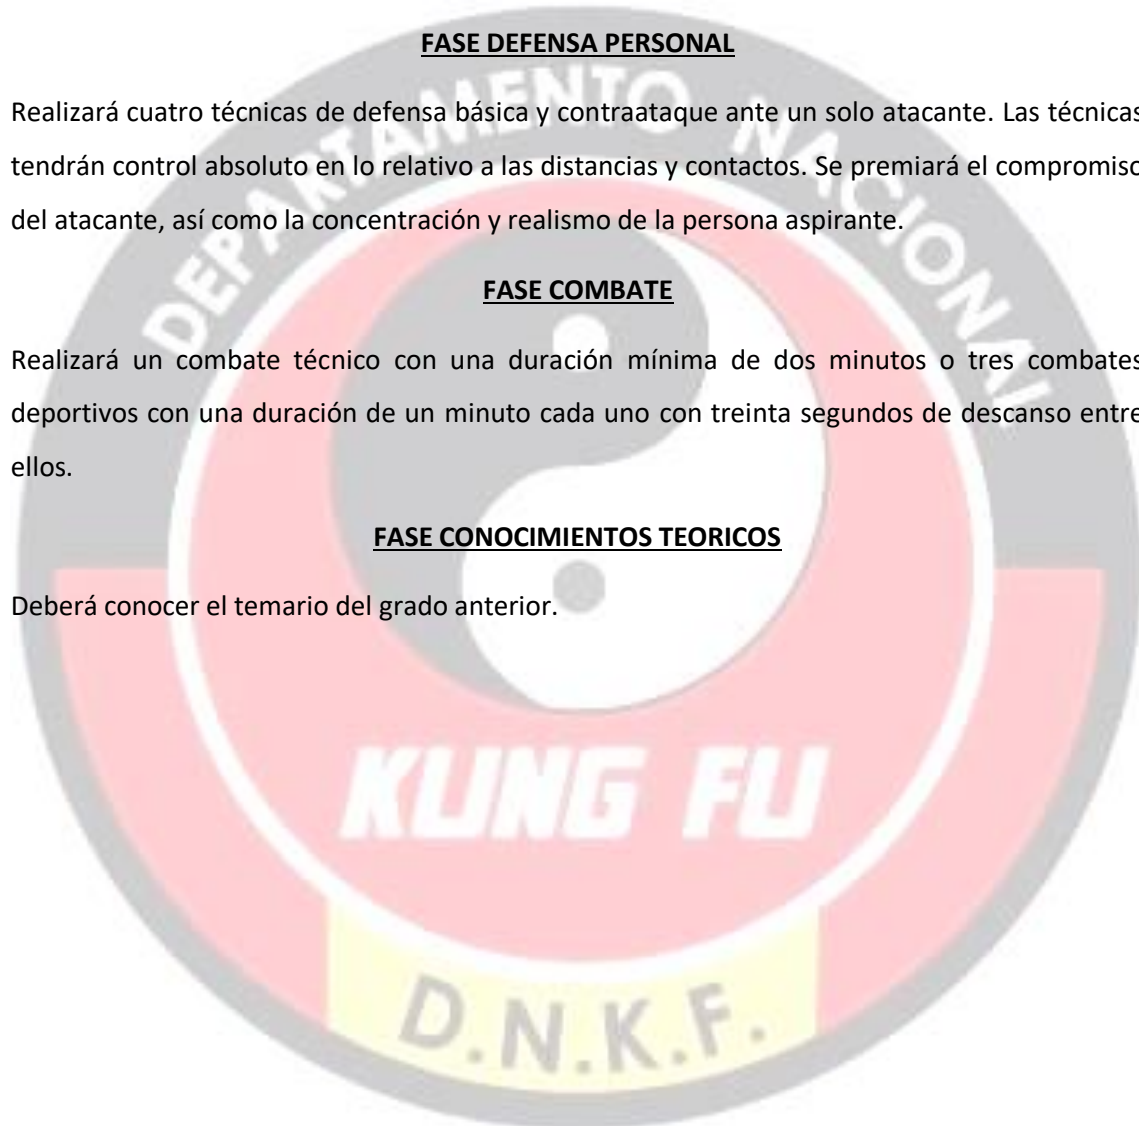 FASE DEFENSA PERSONAL
Realizará cuatro técnicas de defensa básica y contraataque ante un solo atacante. Las técnicas
tendrán control absoluto en lo relativo a las distancias y contactos. Se premiará el compromiso
del atacante, así como la concentración y realismo de la persona aspirante.
FASE COMBATE
Realizará un combate técnico con una duración mínima de dos minutos o tres combates
deportivos con una duración de un minuto cada uno con treinta segundos de descanso entre
ellos.
FASE CONOCIMIENTOS TEORICOS
Deberá conocer el temario del grado anterior.
DEPARTAMENTO NACIONAL
KUNG FU
D.N.K.F.